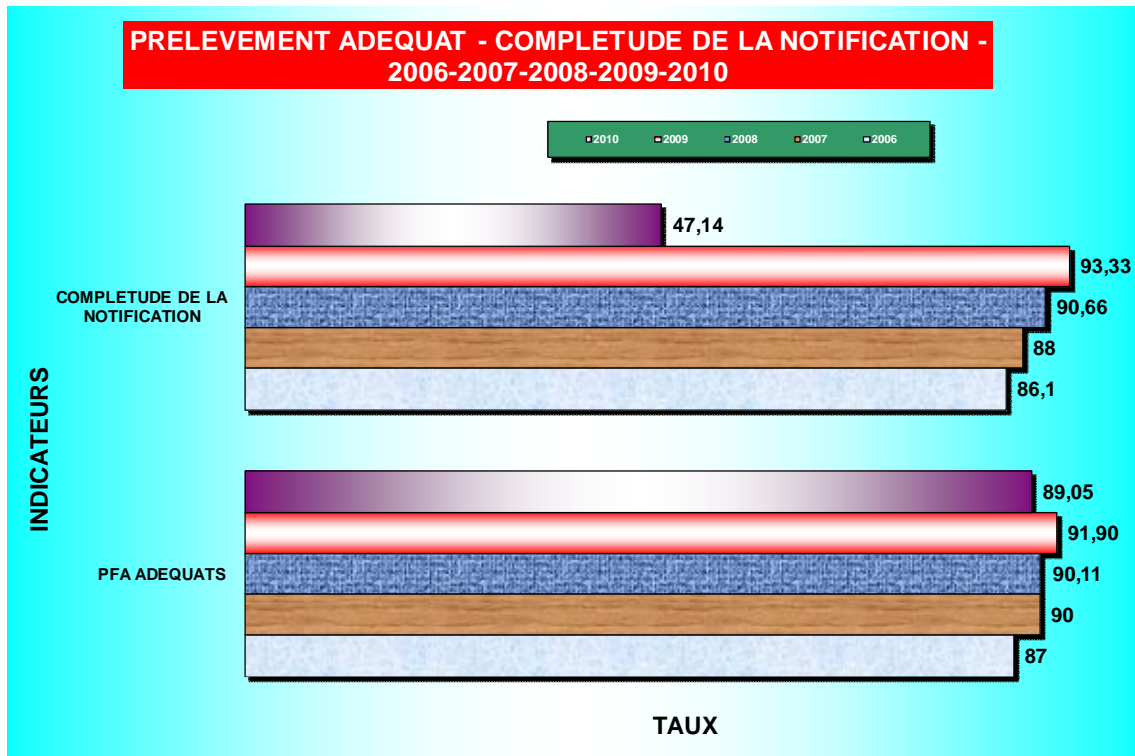 PRELEVEMENT ADEQUAT - COMPLETUDE DE LA NOTIFICATION -
2006-2007-2008-2009-2010
2010 2009 2008 2007 2006
INDICATEURS
COMPLETUDE DE LA
NOTIFICATION
47,14
93,33
90,66
88
86,1
PFA ADEQUATS
89,05
91,90
90,11
90
87
TAUX